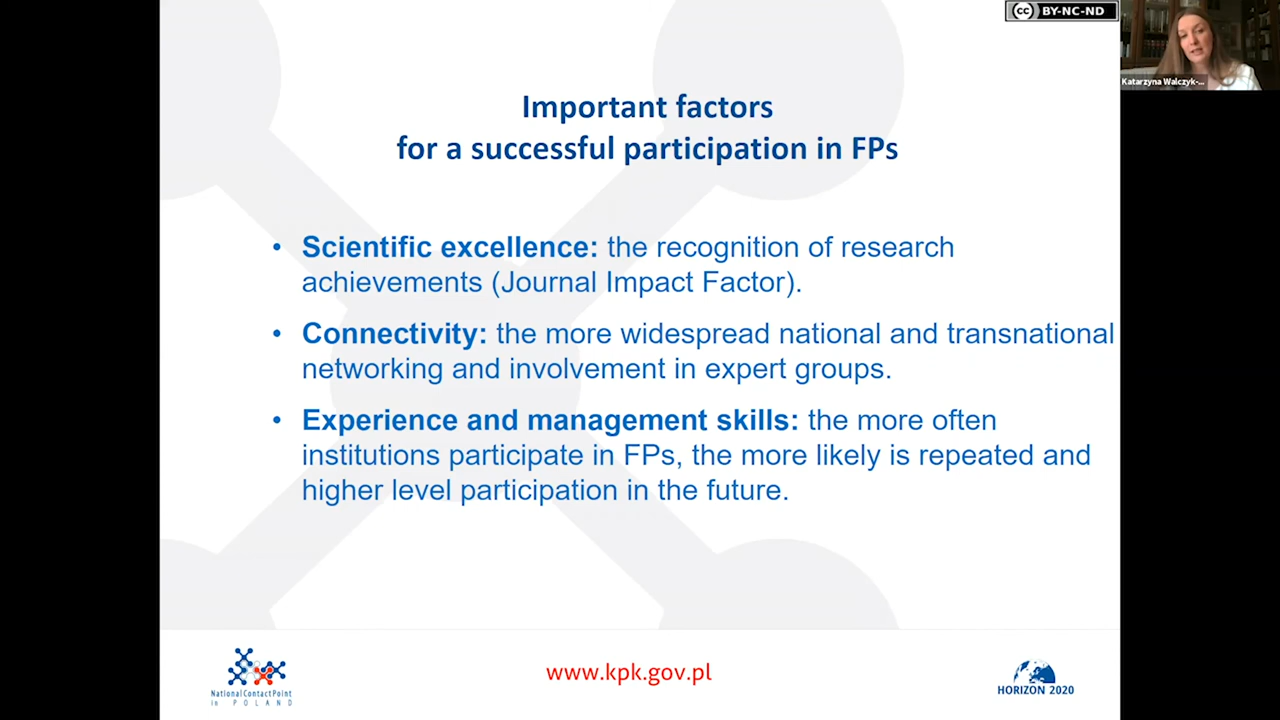 cc BY-NC-ND
Katarzyna Walczyk-...
Important factors
for a successful participation in FPs
• Scientific excellence: the recognition of research
achievements (Journal Impact Factor).
• Connectivity: the more widespread national and transnational
networking and involvement in expert groups.
• Experience and management skills: the more often
institutions participate in FPs, the more likely is repeated and
higher level participation in the future.
National Contact Point
in POLAND
www.kpk.gov.pl
HORIZON 2020